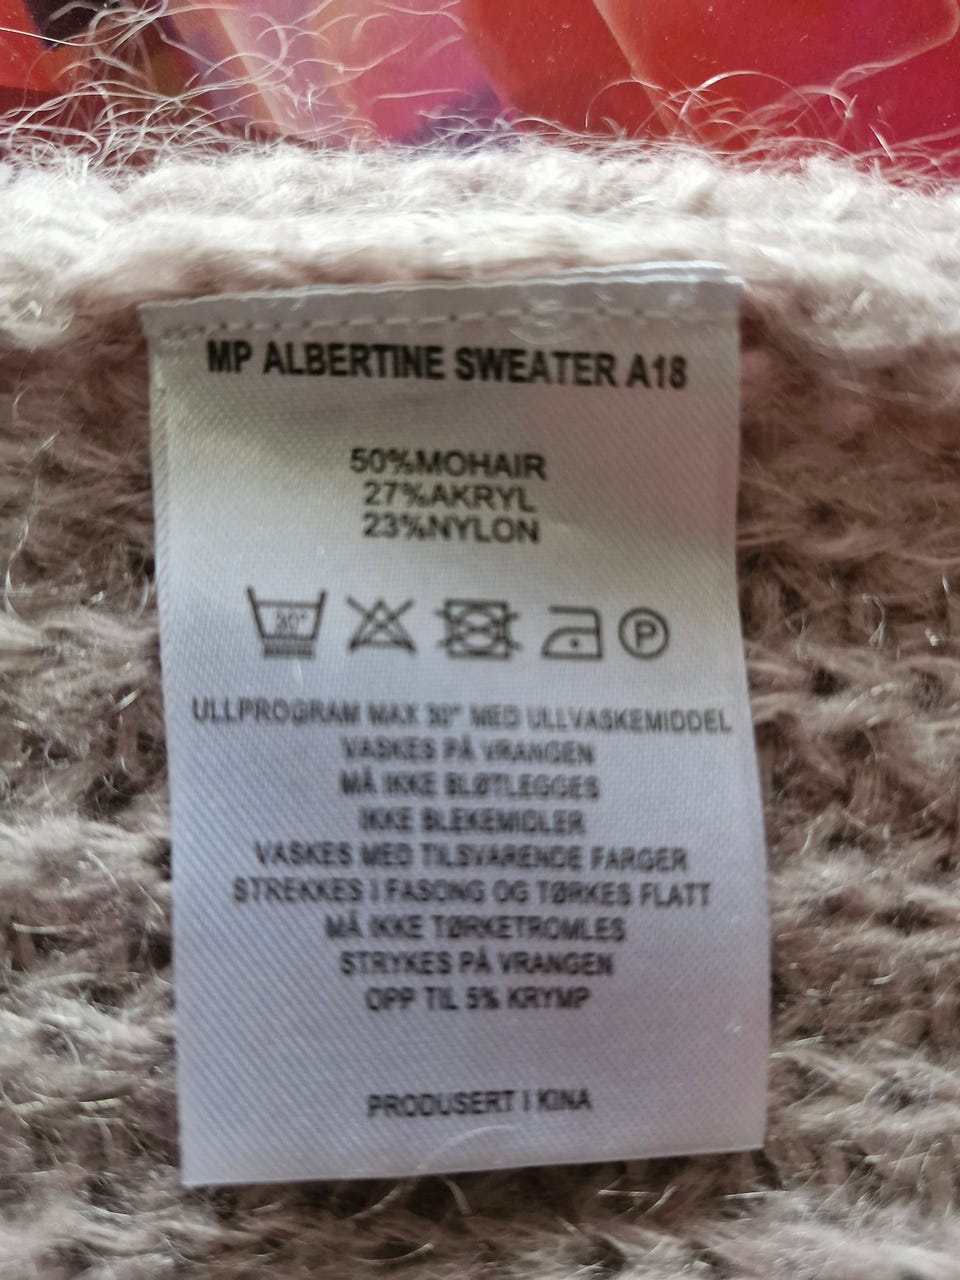 MP ALBERTINE SWEATER A18
50%MOHAIR
27%AKRYL
23%NYLON
30° P
ULLPROGRAM MAX 30° MED ULLVASKEMIDDEL
VASKES PÅ VRANGEN
MÅ IKKE BLØTLEGGES
IKKE BLEKEMIDLER
VASKES MED TILSVARENDE FARGER
STREKKES I FASONG OG TØRKES FLATT
MÅ IKKE TØRKETROMLES
STRYKES PÅ VRANGEN
OPP TIL 5% KRYMP
PRODUSERT I KINA